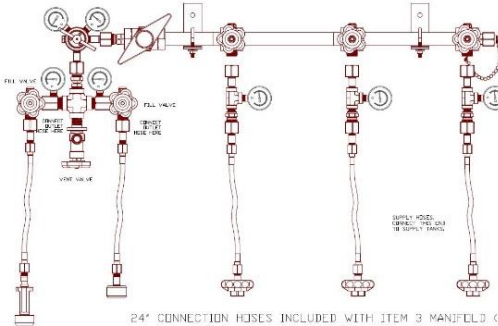 FILL VALVE
FILL VALVE
CONNECT
OUTLET
HOSE HERE
CONNECT
OUTLET
HOSE HERE
VENT VALVE
SUPPLY HOSES.
CONNECT THIS END
TO SUPPLY TANKS.
24" CONNECTION HOSES INCLUDED WITH ITEM 3 MANIFOLD